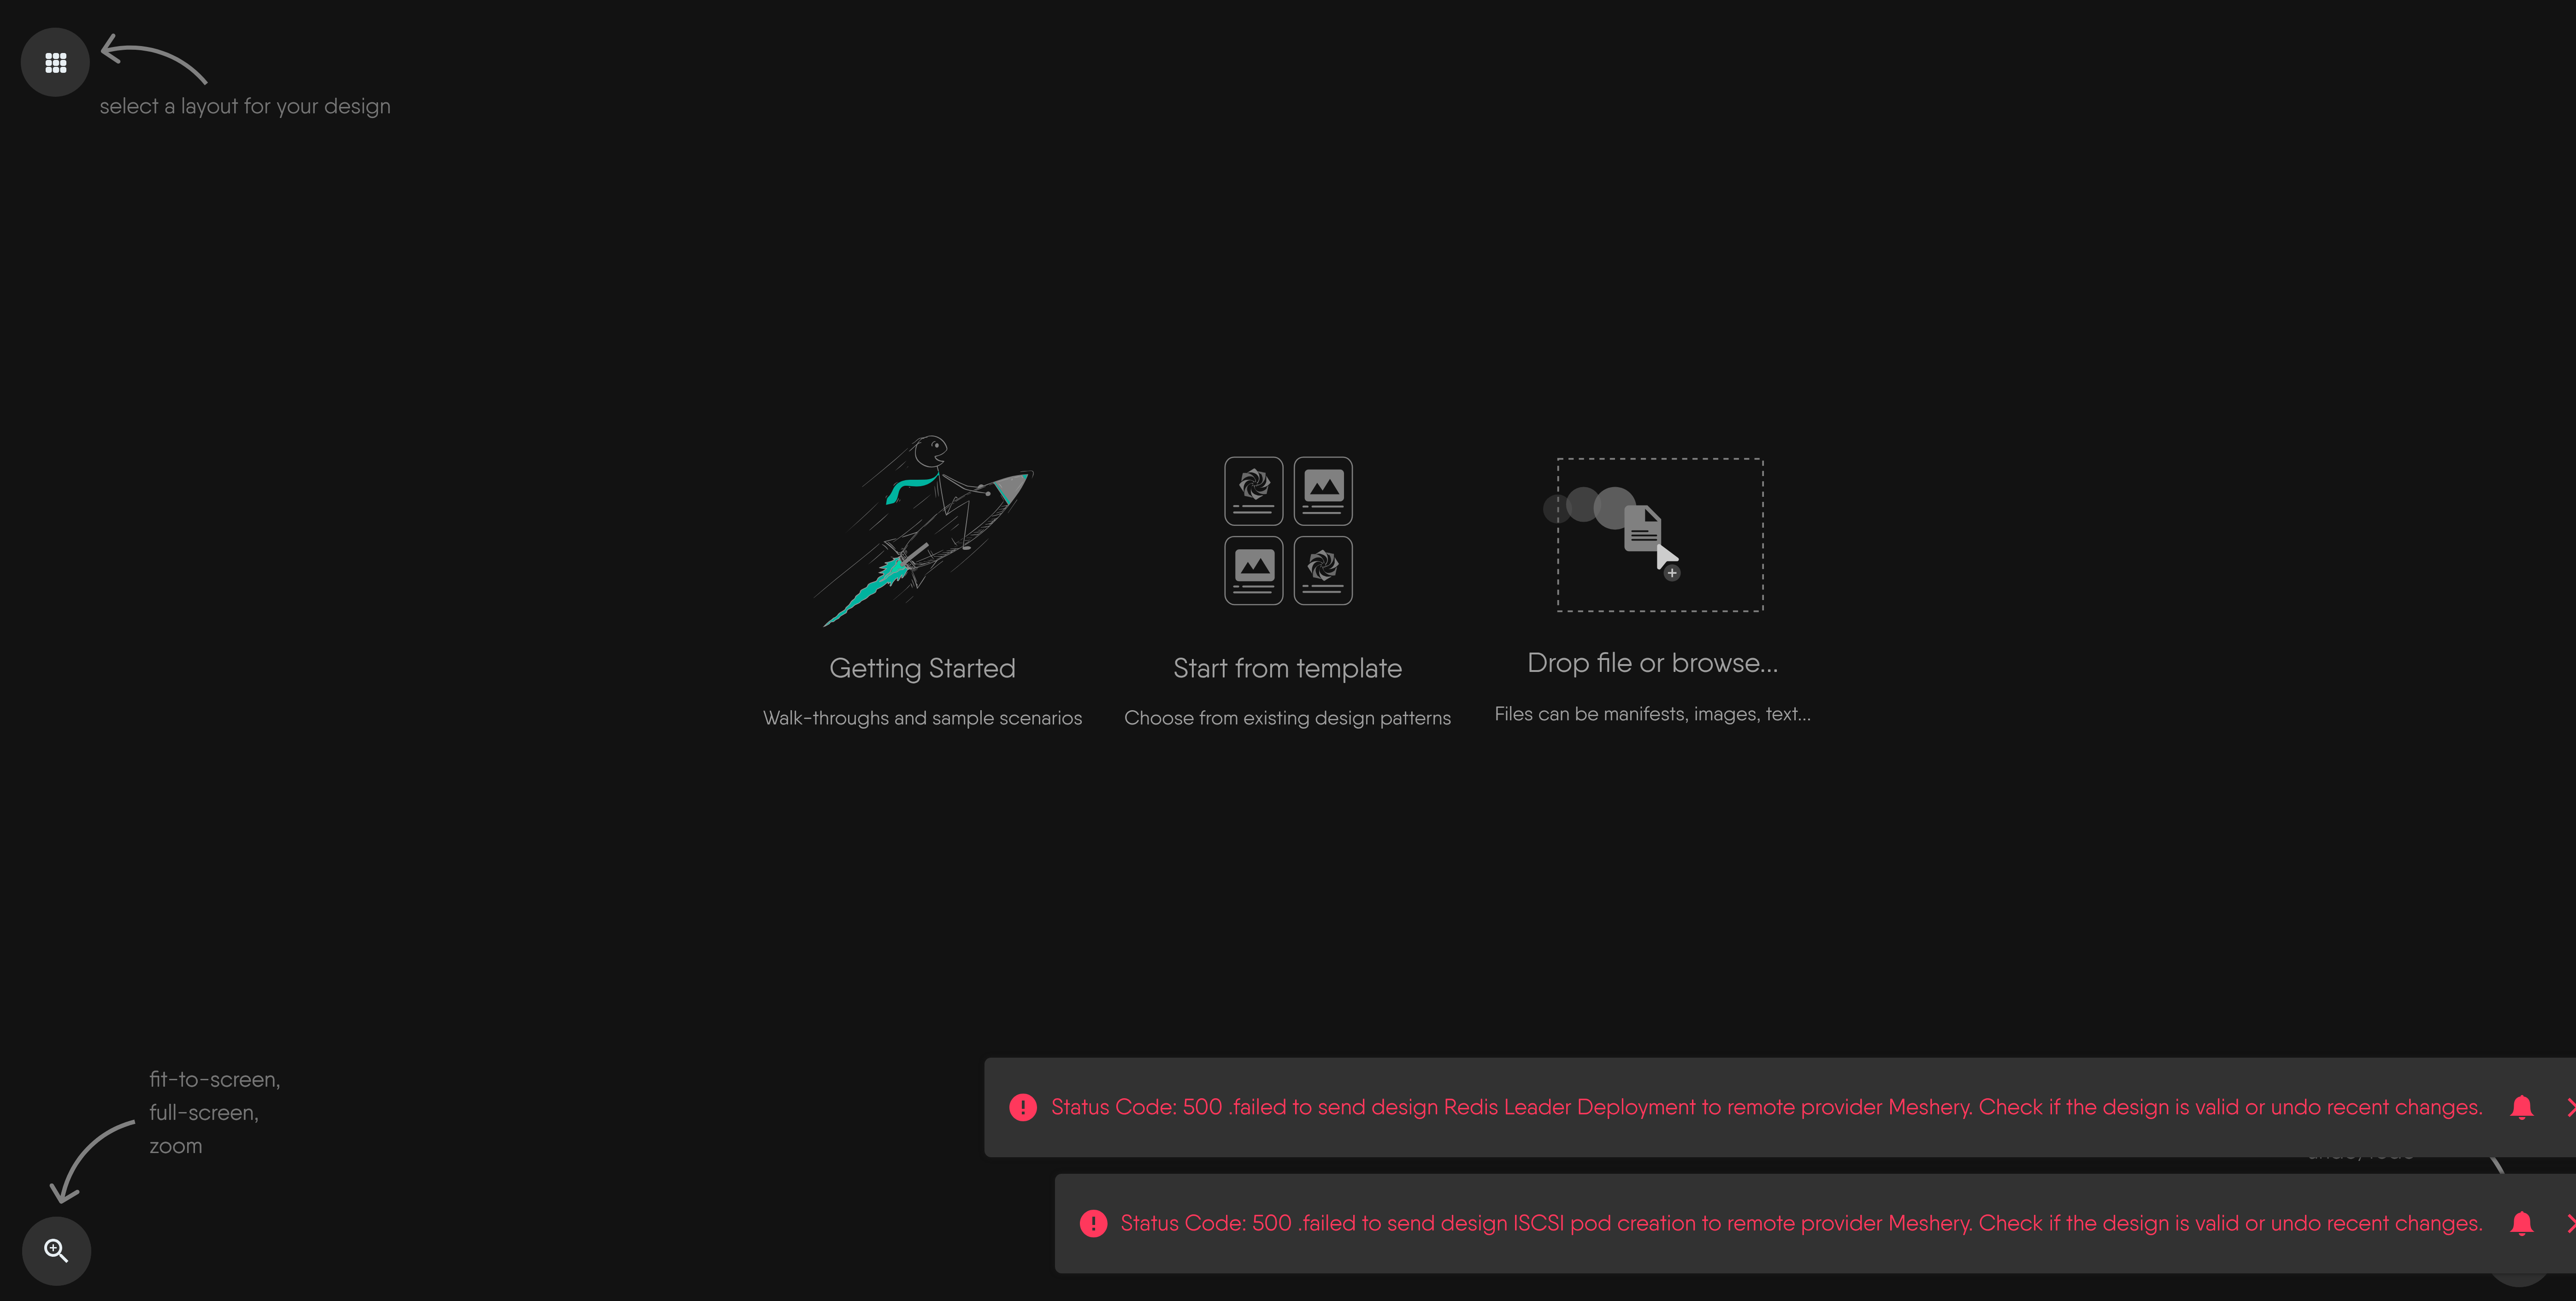 select a layout for your design
Getting Started
Walk-throughs and sample scenarios
Start from template
Choose from existing design patterns
Drop file or browse...
Files can be manifests, images, text...
fit-to-screen,
full-screen,
zoom
Status Code: 500 .failed to send design Redis Leader Deployment to remote provider Meshery. Check if the design is valid or undo recent changes.
Status Code: 500 .failed to send design ISCSI pod creation to remote provider Meshery. Check if the design is valid or undo recent changes.